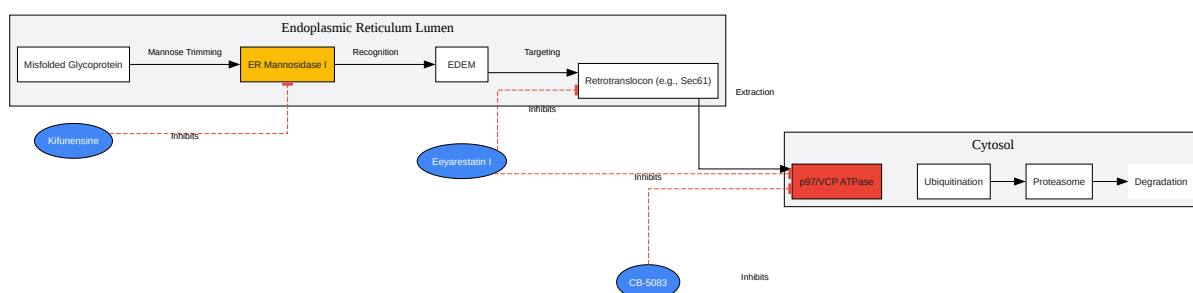 Endoplasmic Reticulum Lumen
Misfolded Glycoprotein
Mannose Trimming
ER Mannosidase I
Recognition
EDEM
Targeting
Retrotranslocon (e.g., Sec61)
Extraction
Kifunensine
Inhibits
Eeyarestatin I
Inhibits
Inhibits
Cytosol
p97/VCP ATPase
Ubiquitination
Proteasome
Degradation
CB-5083
Inhibits